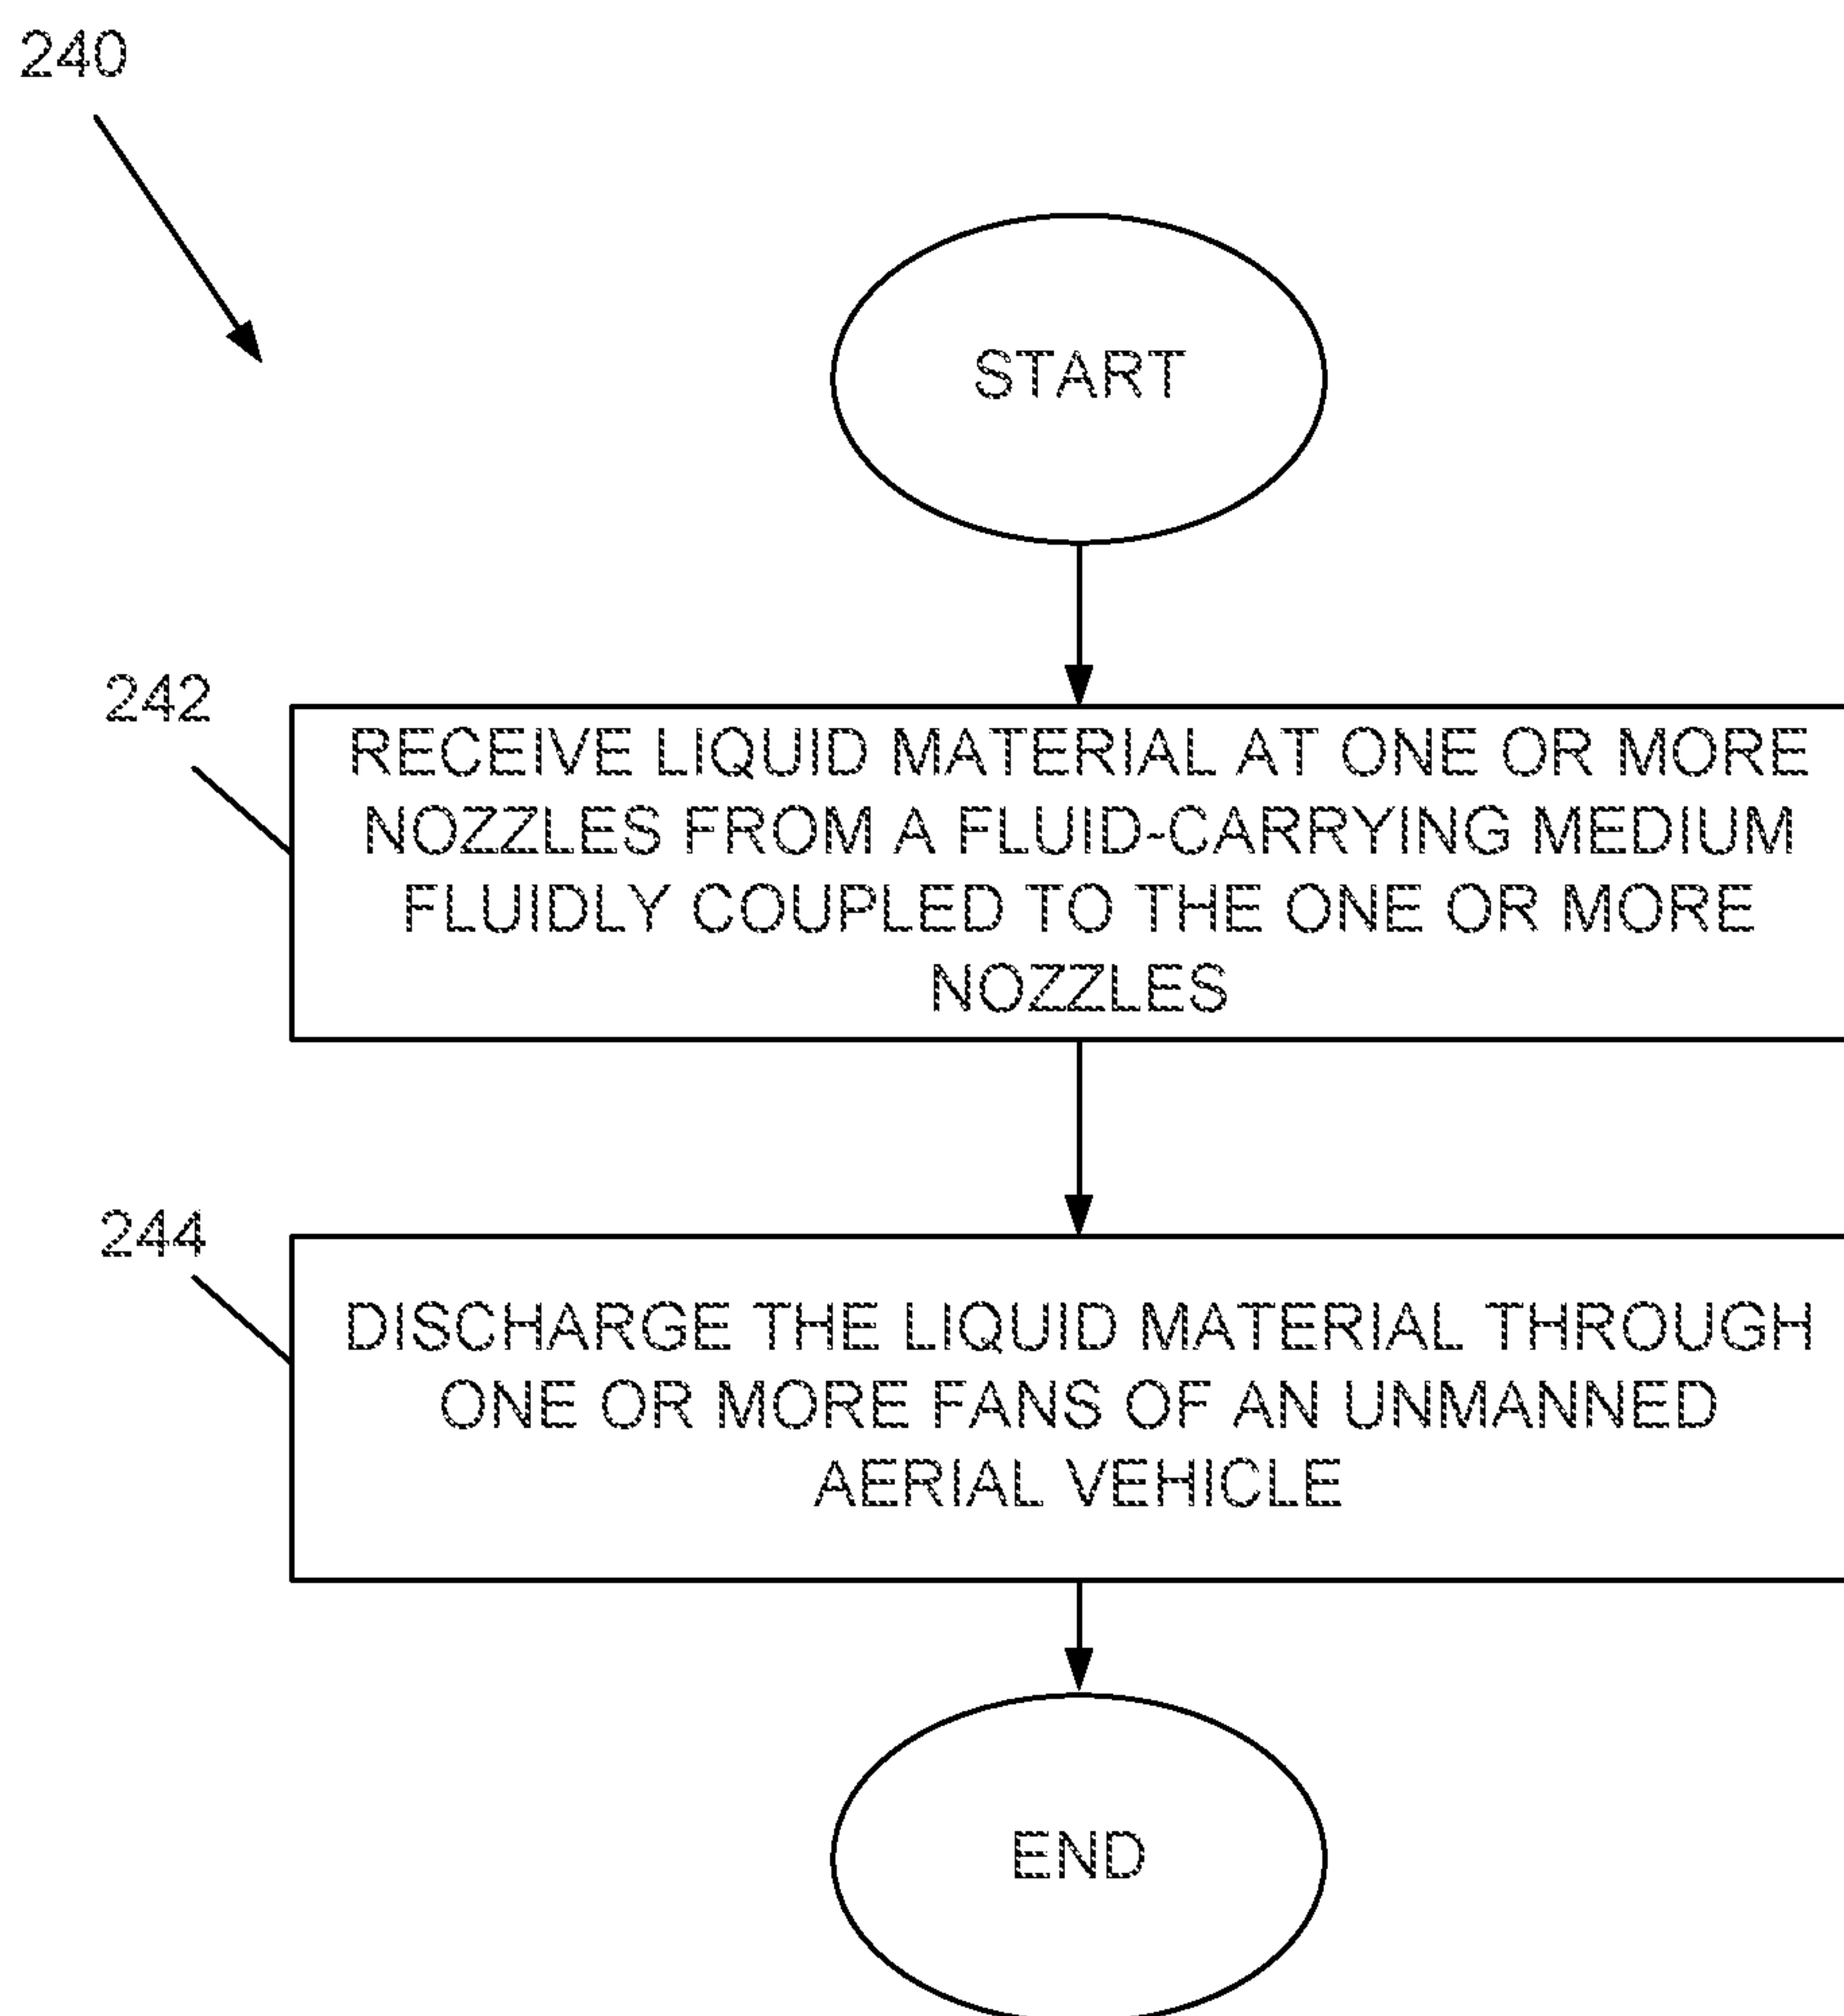 240
START
242
RECEIVE LIQUID MATERIAL AT ONE OR MORE
NOZZLES FROM A FLUID-CARRYING MEDIUM
FLUIDLY COUPLED TO THE ONE OR MORE
NOZZLES
244
DISCHARGE THE LIQUID MATERIAL THROUGH
ONE OR MORE FANS OF AN UNMANNED
AERIAL VEHICLE
END